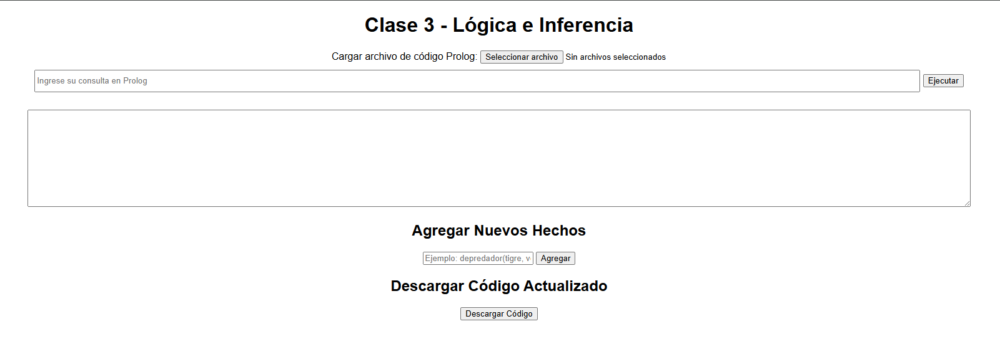 Clase 3 - Lógica e Inferencia
Cargar archivo de código Prolog: Seleccionar archivo Sin archivos seleccionados
Ingrese su consulta en Prolog Ejecutar
Agregar Nuevos Hechos
Ejemplo: depredador(tigre, v Agregar
Descargar Código Actualizado
Descargar Código